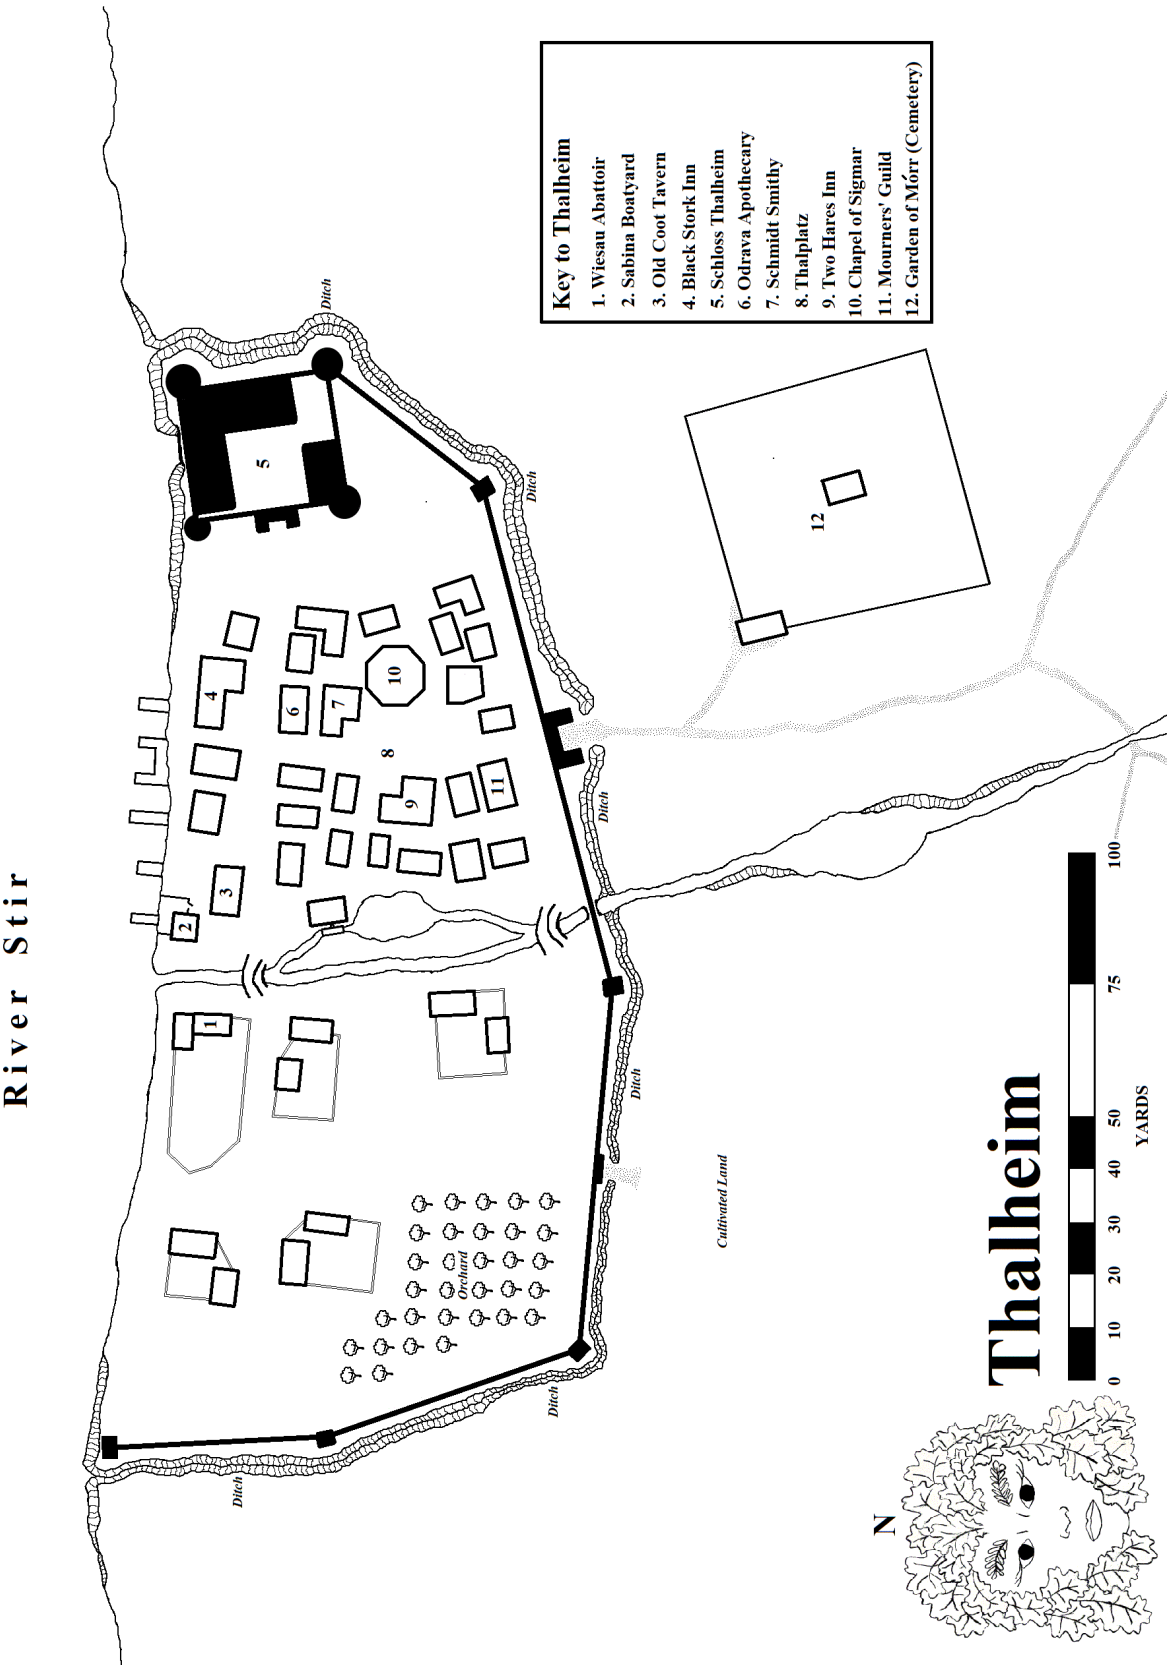 River Stir
Key to Thalheim
1. Wiesau Abattoir
2. Sabina Boatyard
3. Old Coot Tavern
4. Black Stork Inn
5. Schloss Thalheim
6. Odrava Apothecary
7. Schmidt Smithy
8. Thalplatz
9. Two Hares Inn
10. Chapel of Sigmar
11. Mourners' Guild
12. Garden of Mórr (Cemetery)
Ditch
5
Ditch
12
4
6
7
10
8
9
11
Ditch
3
2
1
Ditch
Cultivated Land
Orchard
Ditch
Ditch
Thalheim
0 10 20 30 40 50 75 100
YARDS
N